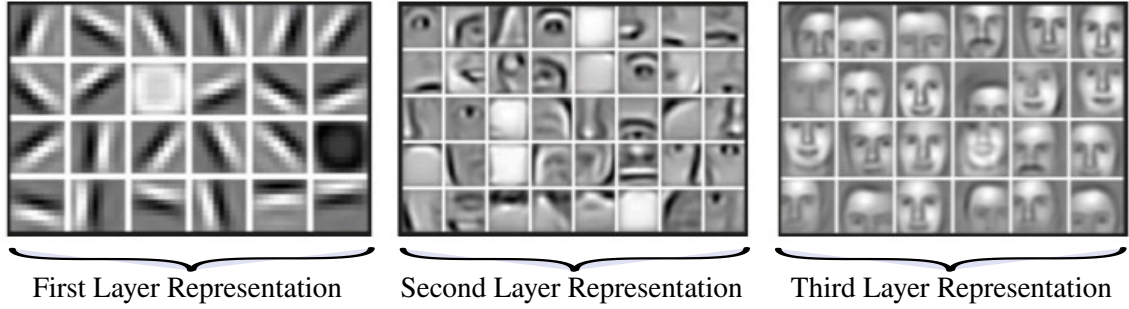 First Layer Representation
Second Layer Representation
Third Layer Representation